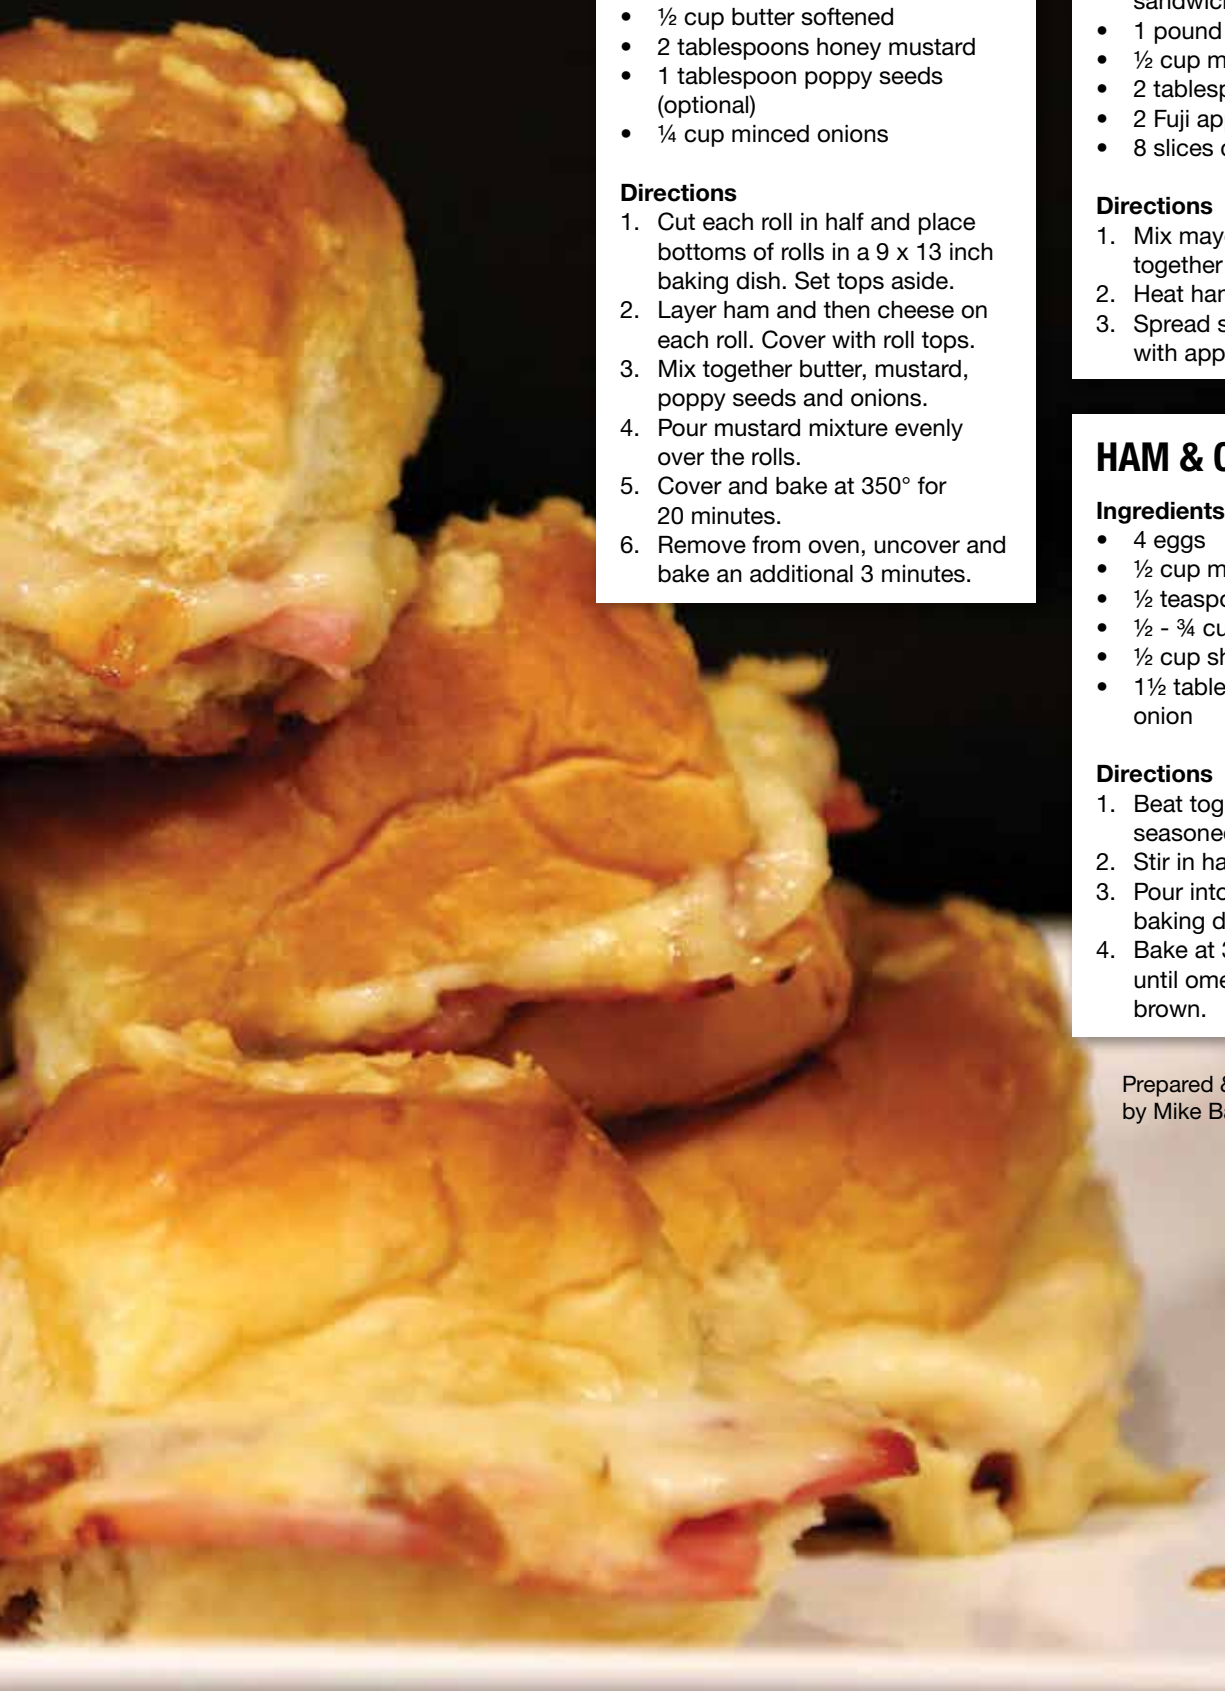 • ½ cup butter softened
• 2 tablespoons honey mustard
• 1 tablespoon poppy seeds
(optional)
• ¼ cup minced onions
Directions
1. Cut each roll in half and place
bottoms of rolls in a 9 x 13 inch
baking dish. Set tops aside.
2. Layer ham and then cheese on
each roll. Cover with roll tops.
3. Mix together butter, mustard,
poppy seeds and onions.
4. Pour mustard mixture evenly
over the rolls.
5. Cover and bake at 350° for
20 minutes.
6. Remove from oven, uncover and
bake an additional 3 minutes.
• 1 pound
• ½ cup
• 2
• 2 Fuji
• 8 slices
Directions
1. Mix
together
2. Heat
3. Spread
with
HAM &
Ingredients
• 4 eggs
• ½ cup
• ½
• ½ - ¾
• ½ cup
• 1½
onion
Directions
1. Beat
2. Stir in
3. Pour
baking
4. Bake at
until
brown.
Prepared
by Mike